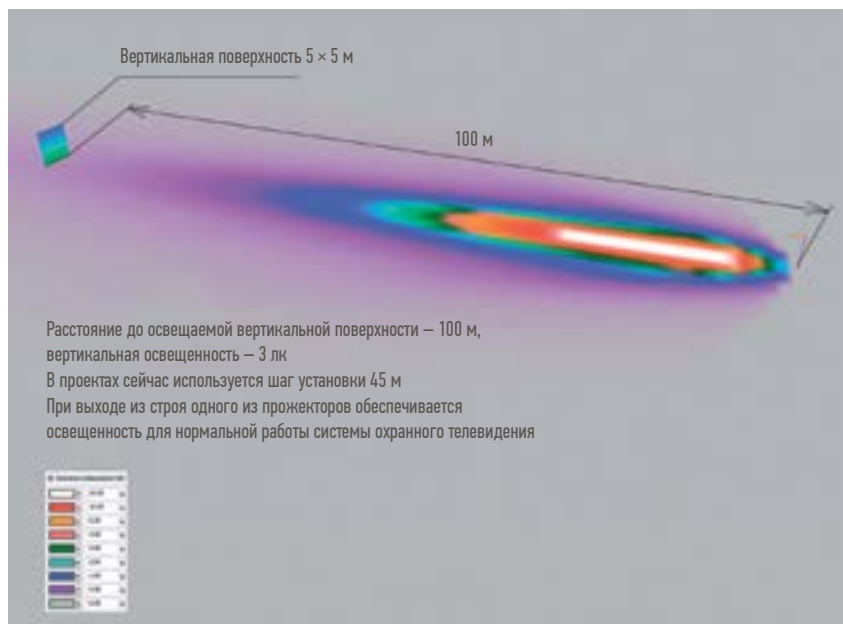 Вертикальная поверхность 5 × 5 м
100 м
Расстояние до освещаемой вертикальной поверхности – 100 м,
вертикальная освещенность – 3 лк
В проектах сейчас используется шаг установки 45 м
При выходе из строя одного из прожекторов обеспечивается
освещенность для нормальной работы системы охранного телевидения